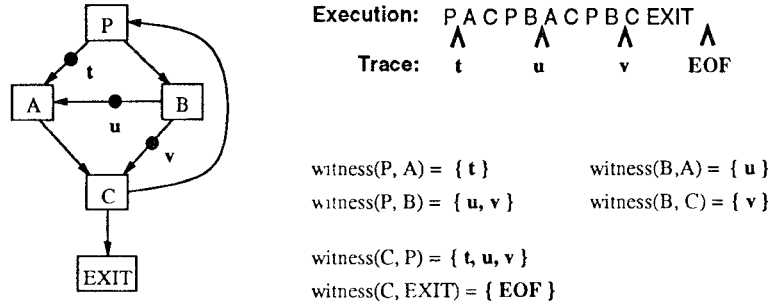 P
t
A
B
u
v
C
EXIT
Execution: P A C P B A C P B C EXIT
Trace: t u v EOF
witness(P, A) = { t } witness(B,A) = { u }
witness(P, B) = { u, v } witness(B, C) = { v }
witness(C, P) = { t, u, v }
witness(C, EXIT) = { EOF }